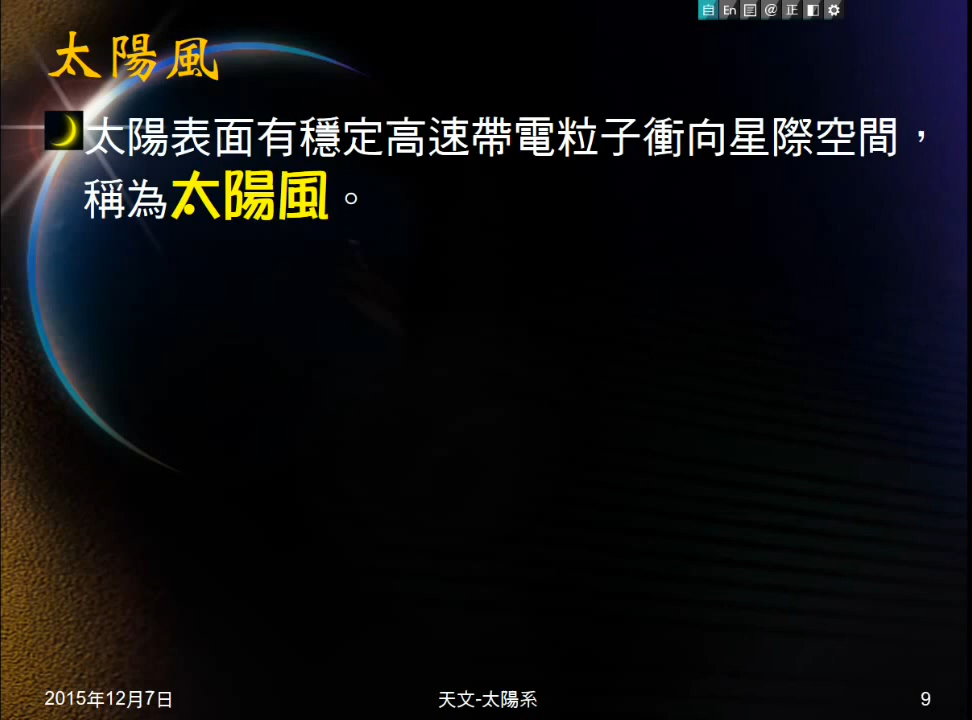 自 En @ 正
太陽風
太陽表面有穩定高速帶電粒子衝向星際空間，
稱為太陽風。
2015年12月7日 天文-太陽系 9